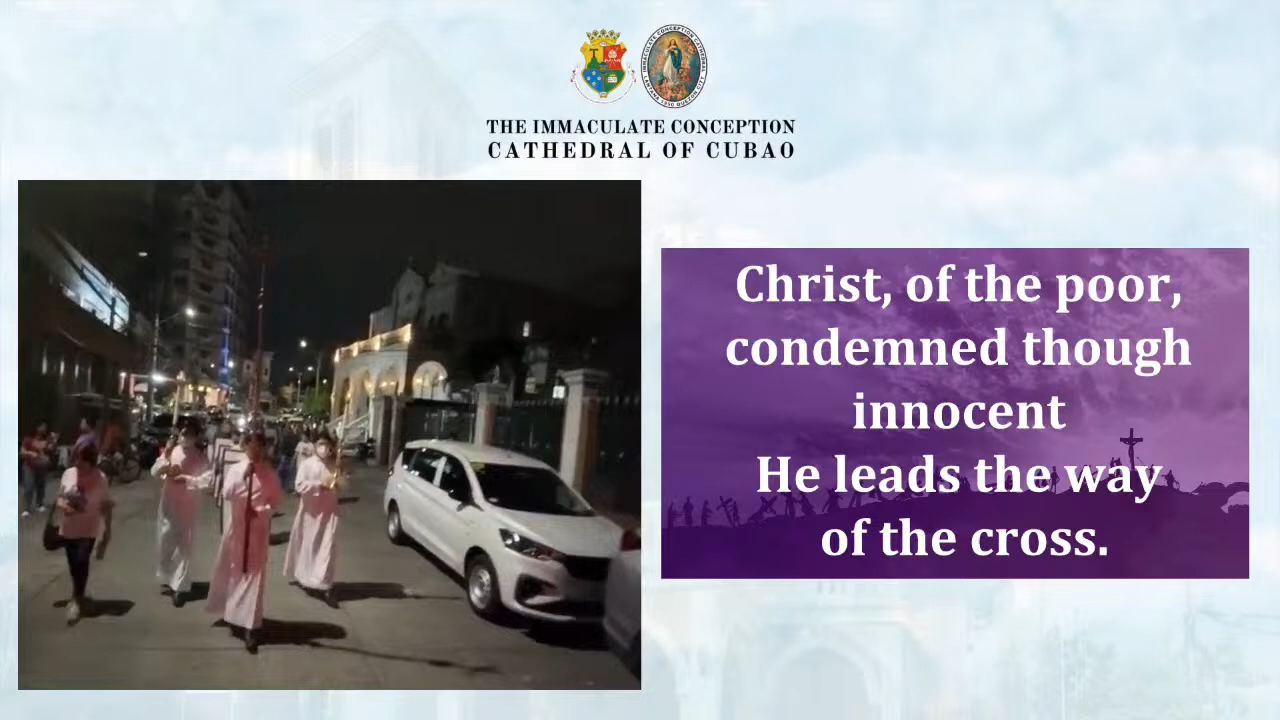 THE IMMACULATE CONCEPTION
CATHEDRAL OF CUBAO
Christ, of the poor,
condemned though
innocent
He leads the way
of the cross.